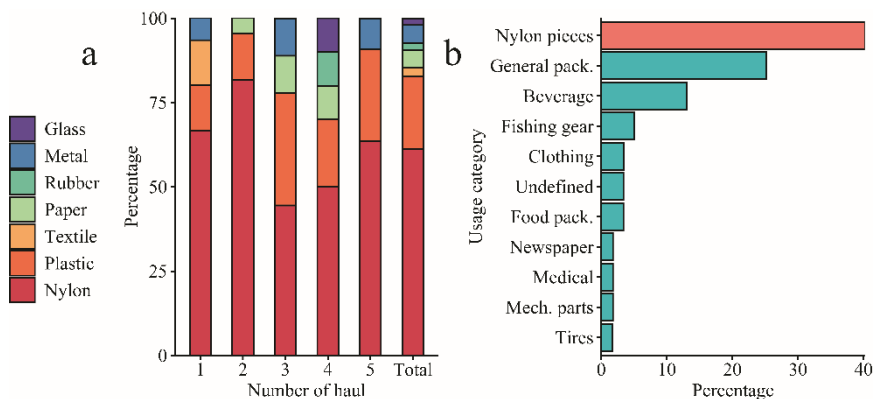 a
Glass
Metal
Rubber
Paper
Textile
Plastic
Nylon
Percentage
100
75
50
25
0
1 2 3 4 5 Total
Number of haul
b
Usage category
Nylon pieces
General pack.
Beverage
Fishing gear
Clothing
Undefined
Food pack.
Newspaper
Medical
Mech. parts
Tires
0 10 20 30 40
Percentage